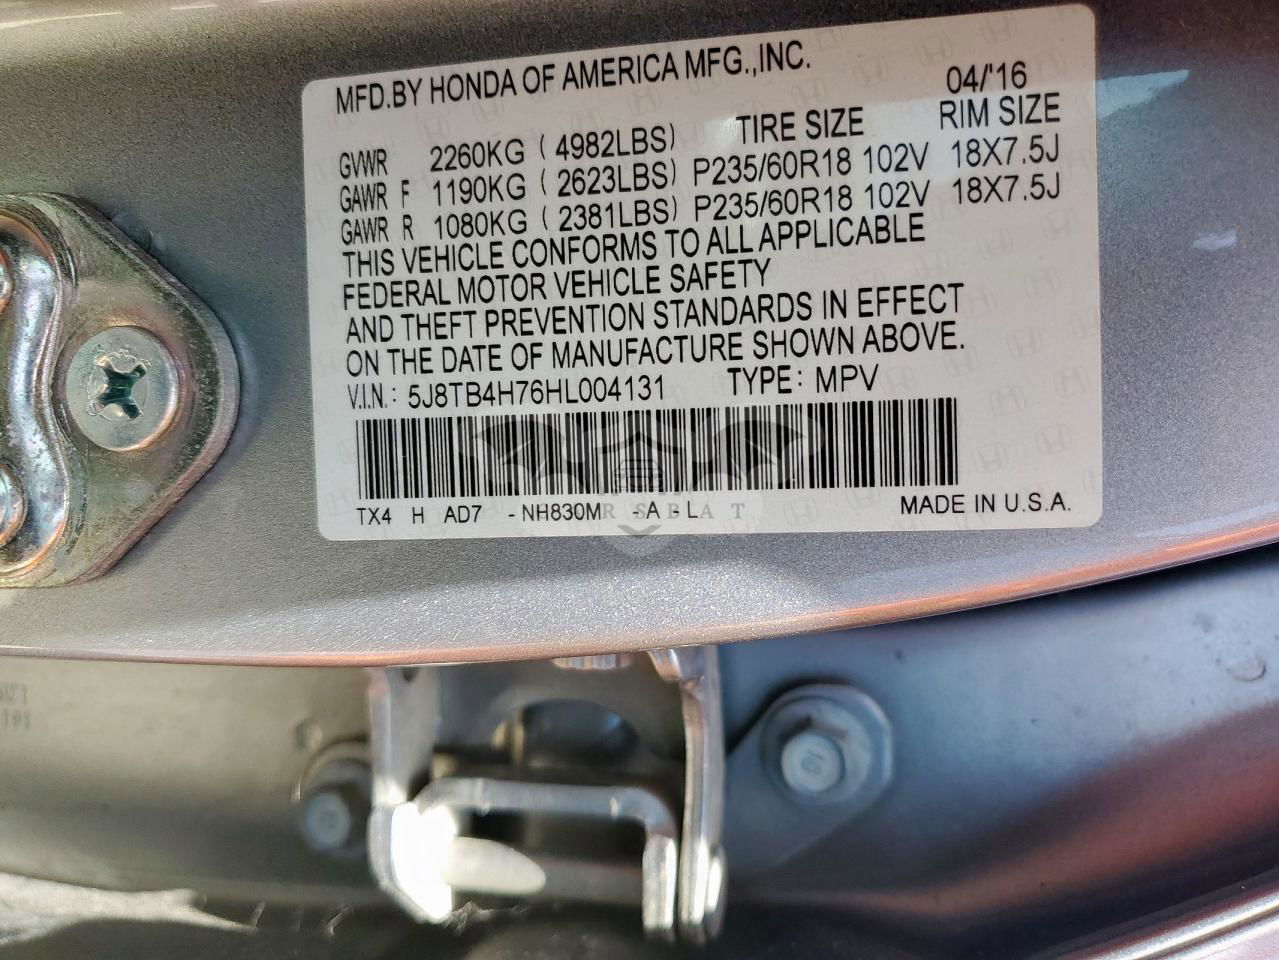 MFD.BY HONDA OF AMERICA MFG.,INC.
04/'16
GVWR 2260KG (4982LBS) TIRE SIZE RIM SIZE
GAWR F 1190KG (2623LBS) P235/60R18 102V 18X7.5J
GAWR R 1080KG (2381LBS) P235/60R18 102V 18X7.5J
THIS VEHICLE CONFORMS TO ALL APPLICABLE
FEDERAL MOTOR VEHICLE SAFETY
AND THEFT PREVENTION STANDARDS IN EFFECT
ON THE DATE OF MANUFACTURE SHOWN ABOVE.
V.I.N.: 5J8TB4H76HL004131 TYPE: MPV
TX4 H AD7 -NH830M -A -L MADE IN U.S.A.